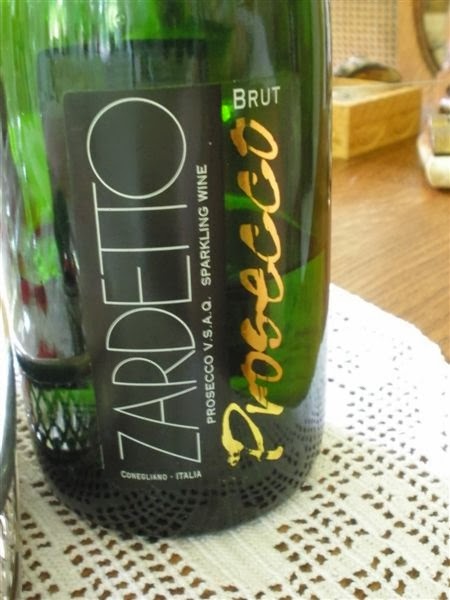 ZARDETTO
PROSECCO V.S.A.Q. SPARKLING WINE
CONEGLIANO - ITALIA
BRUT
Prosecco